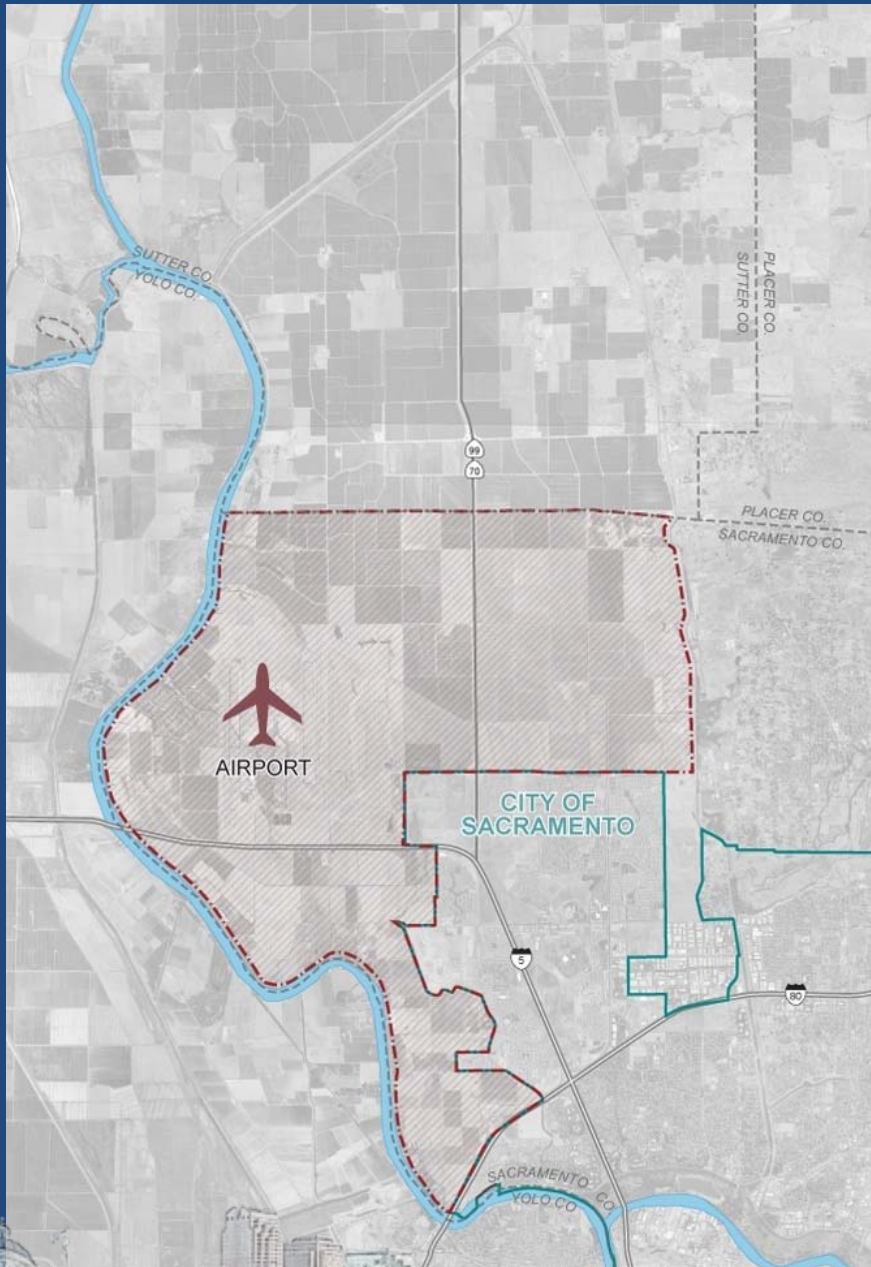 SUTTER CO.
YOLO CO.
PLACER CO.
SUTTER CO.
99
70
PLACER CO.
SACRAMENTO CO.
AIRPORT
CITY OF
SACRAMENTO
5
80
SACRAMENTO CO
YOLO CO